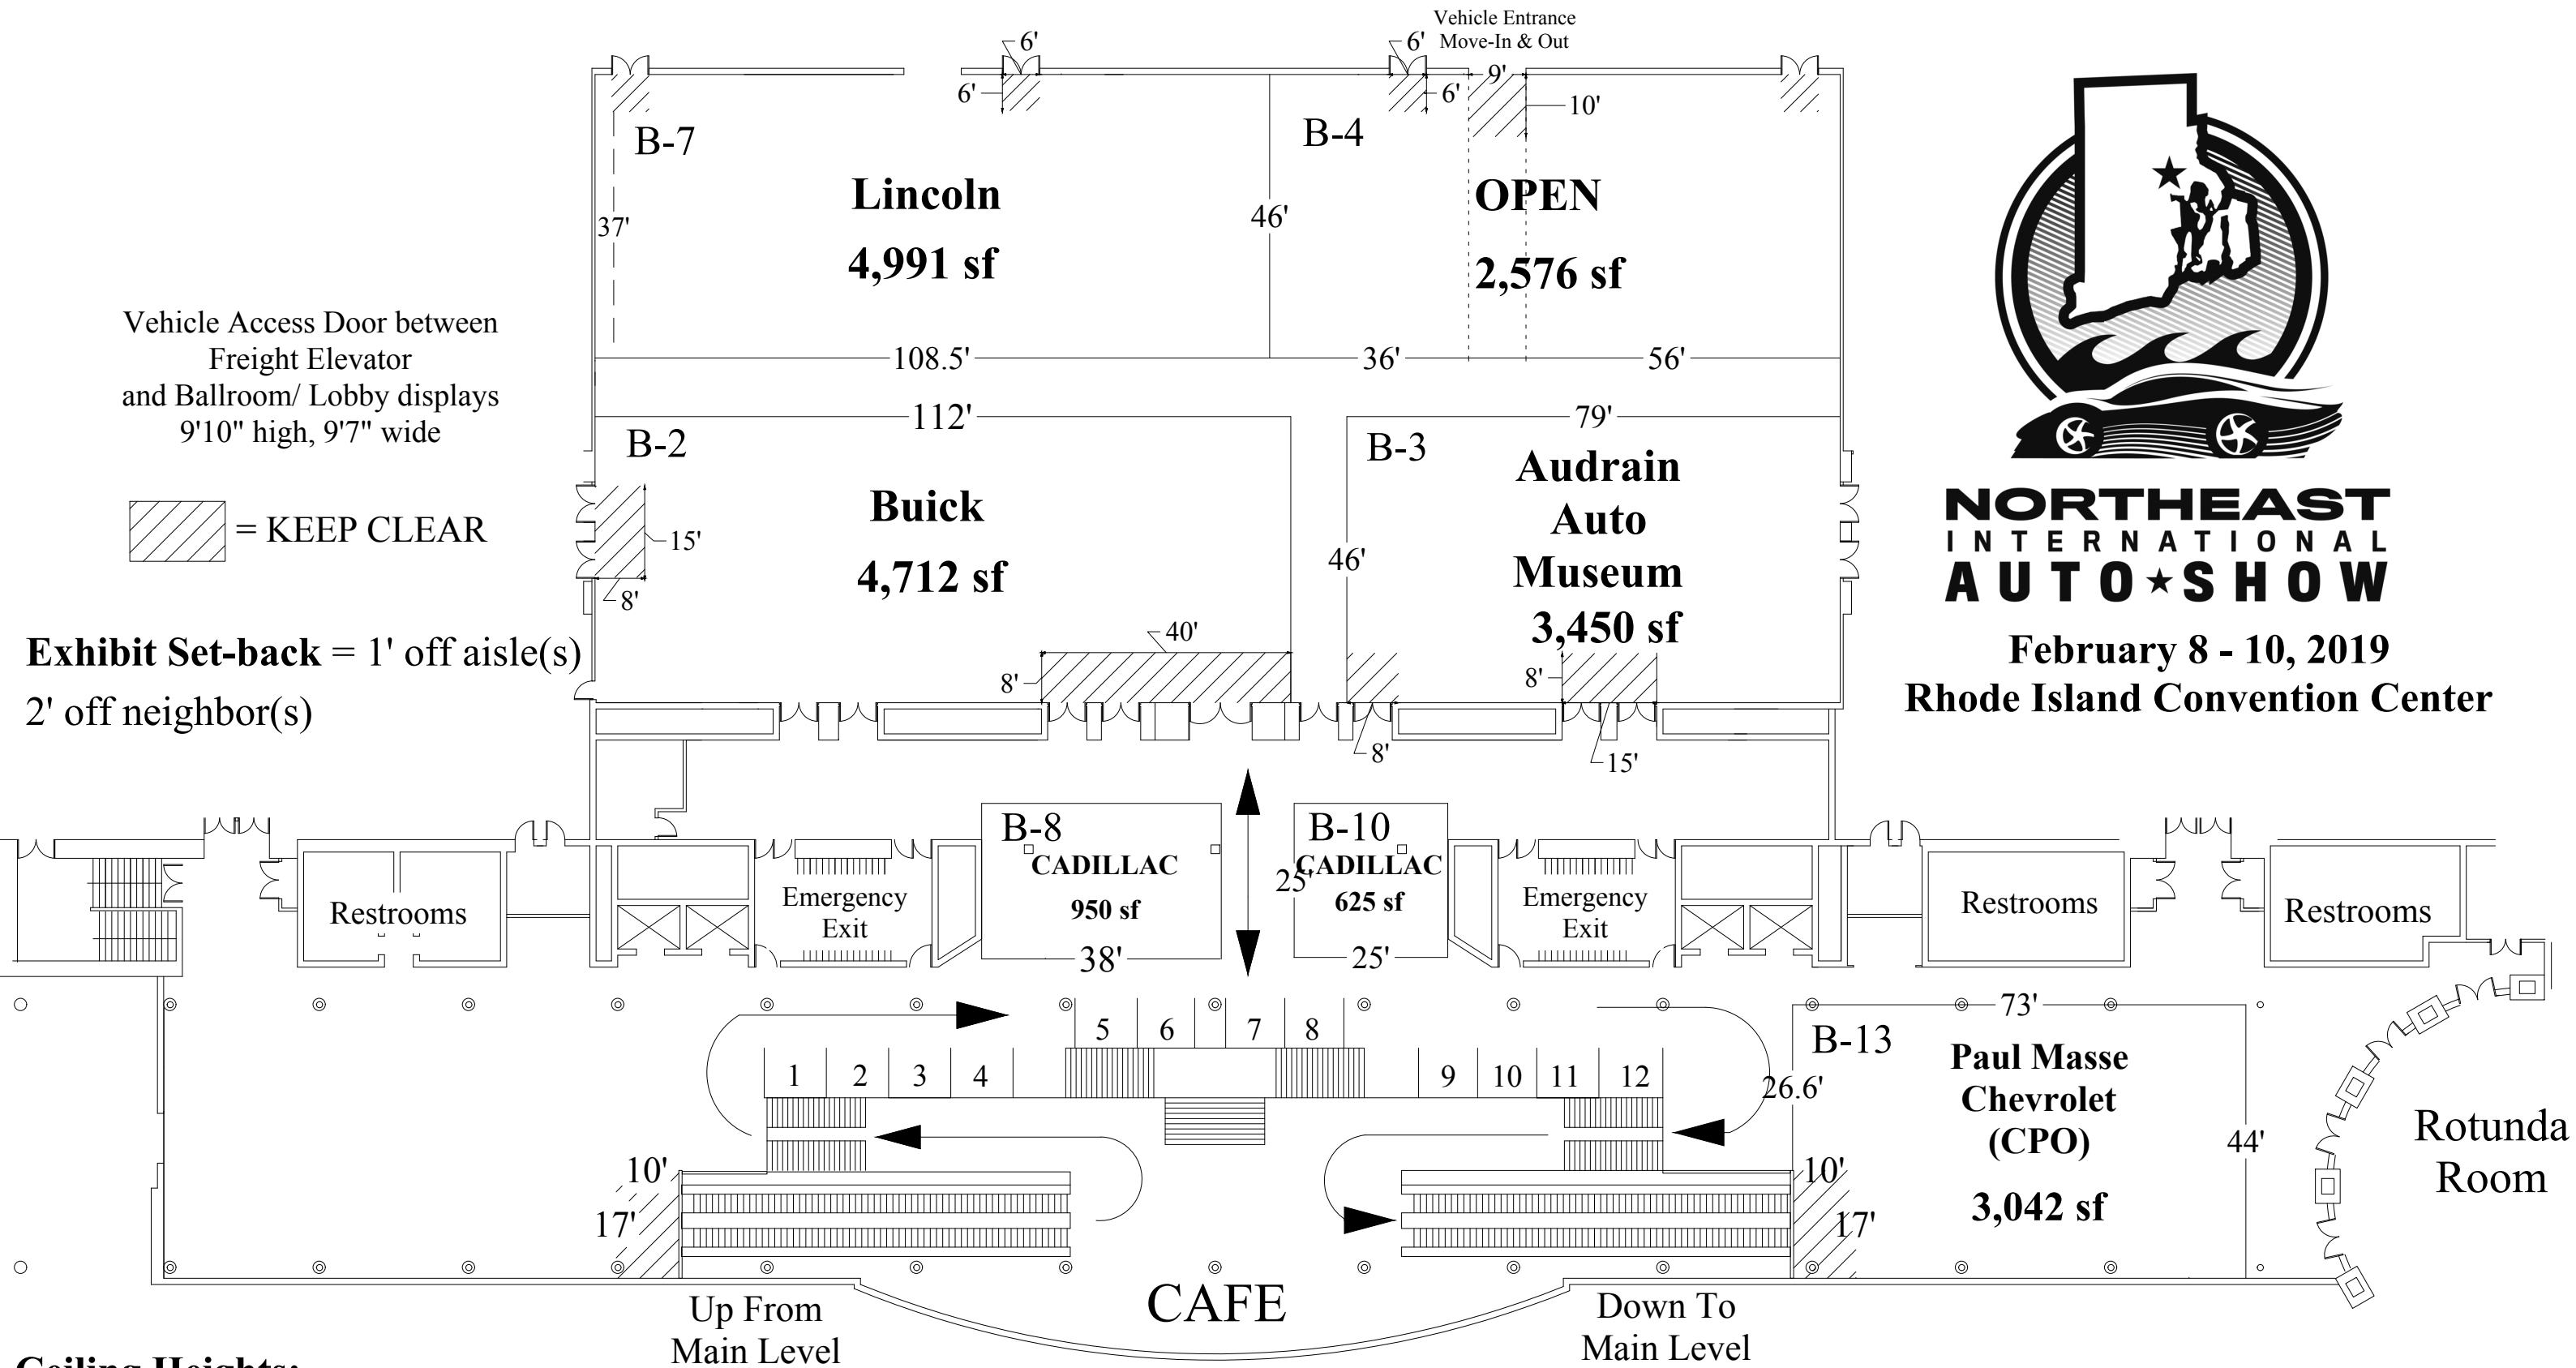 Vehicle Entrance
Move-In & Out
6'
6'
9'
6'
6'
10'
B-7
B-4
Lincoln
4,991 sf
OPEN
2,576 sf
37'
46'
108.5'
36'
56'
Vehicle Access Door between
Freight Elevator
and Ballroom/ Lobby displays
9'10" high, 9'7" wide
= KEEP CLEAR
Exhibit Set-back = 1' off aisle(s)
2' off neighbor(s)
112'
79'
B-2
B-3
Buick
4,712 sf
Audrain
Auto
Museum
3,450 sf
15'
8'
46'
40'
8'
8'
8'
15'
NORTHEAST
INTERNATIONAL
AUTO★SHOW
February 8 - 10, 2019
Rhode Island Convention Center
B-8
CADILLAC
950 sf
38'
B-10
CADILLAC
625 sf
25'
25'
Restrooms
Emergency
Exit
Emergency
Exit
Restrooms
Restrooms
5 6 7 8
1 2 3 4
9 10 11 12
73'
B-13
Paul Masse
Chevrolet
(CPO)
3,042 sf
26.6'
44'
10'
17'
10'
17'
Rotunda
Room
CAFE
Up From
Main Level
Down To
Main Level
Ceiling Heights: